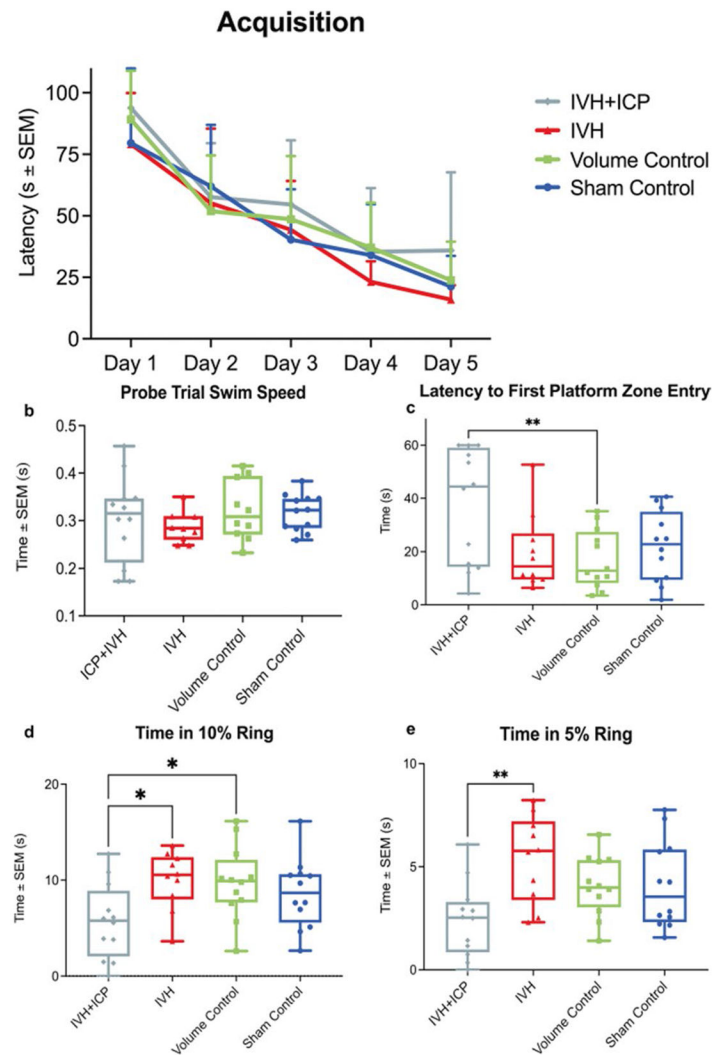 Acquisition
Latency (s ± SEM)
100
75
50
25
0
Day 1 Day 2 Day 3 Day 4 Day 5
IVH+ICP
IVH
Volume Control
Sham Control
b
Probe Trial Swim Speed
Time ± SEM (s)
0.5
0.4
0.3
0.2
0.1
ICP+IVH
IVH
Volume Control
Sham Control
Latency to First Platform Zone Entry
c
Time (s)
60
40
20
0
**
IVH+ICP
IVH
Volume Control
Sham Control
d
Time in 10% Ring
Time ± SEM (s)
20
10
0
*
*
IVH+ICP
IVH
Volume Control
Sham Control
e
Time in 5% Ring
Time ± SEM (s)
10
5
0
**
IVH+ICP
IVH
Volume Control
Sham Control